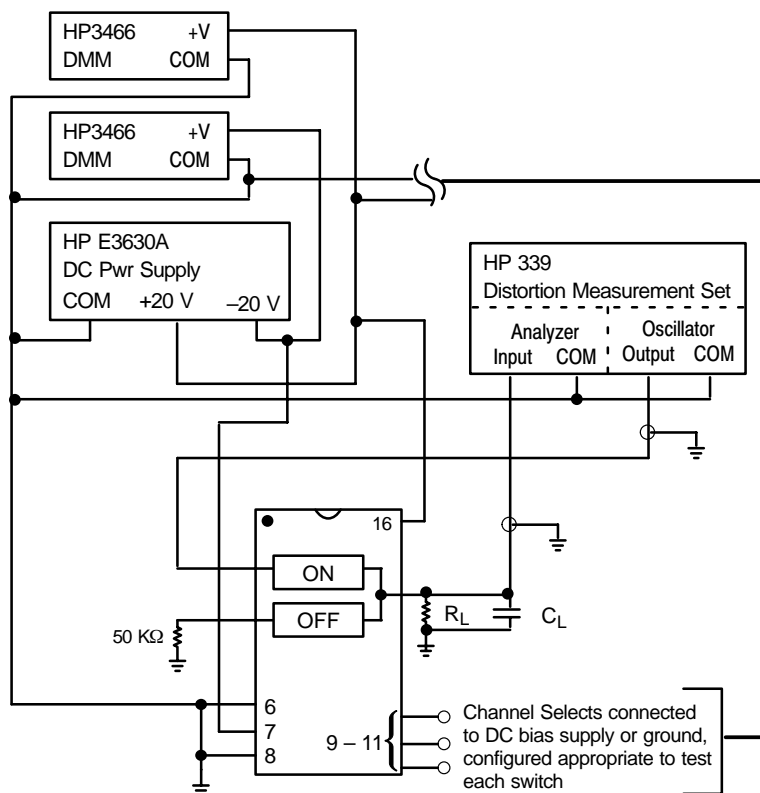 HP3466 +V
DMM COM
HP3466 +V
DMM COM
HP E3630A
DC Pwr Supply
COM +20 V –20 V
HP 339
Distortion Measurement Set
Analyzer Oscillator
Input COM Output COM
16
ON
OFF
50 KΩ
RL CL
6
7
8
9 – 11
Channel Selects connected
to DC bias supply or ground,
configured appropriate to test
each switch